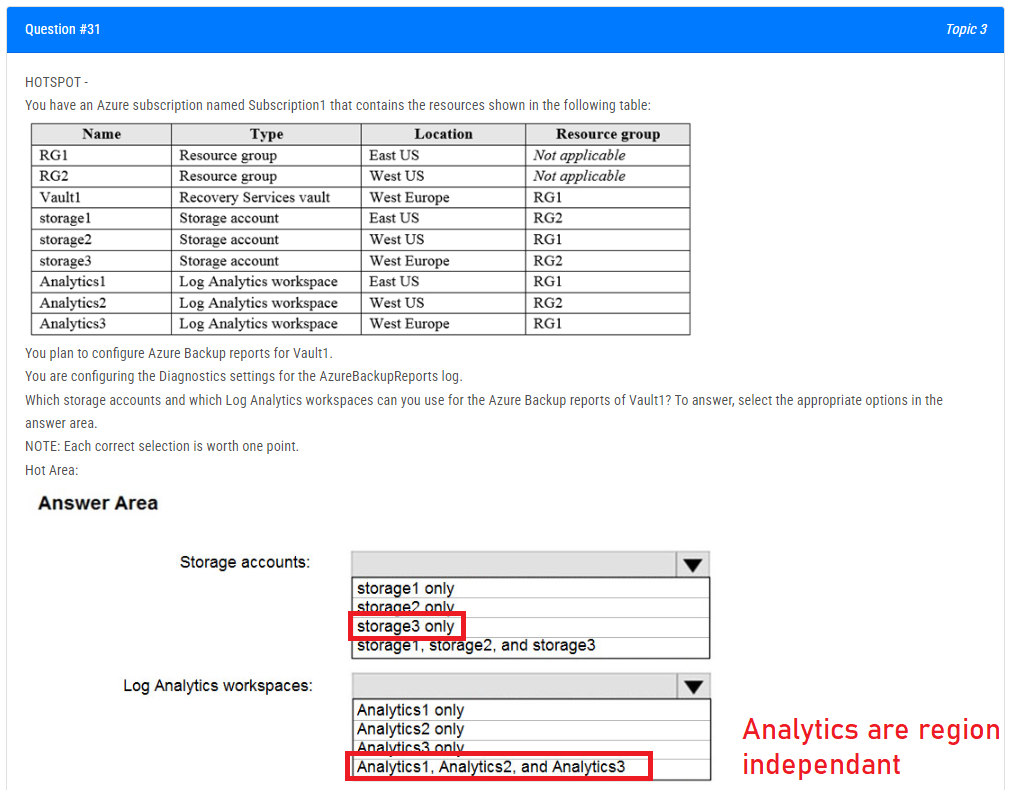 Question #31
Topic 3
HOTSPOT -
You have an Azure subscription named Subscription1 that contains the resources shown in the following table:
Name Type Location Resource group
RG1 Resource group East US Not applicable
RG2 Resource group West US Not applicable
Vault1 Recovery Services vault West Europe RG1
storage1 Storage account East US RG2
storage2 Storage account West US RG1
storage3 Storage account West Europe RG2
Analytics1 Log Analytics workspace East US RG1
Analytics2 Log Analytics workspace West US RG2
Analytics3 Log Analytics workspace West Europe RG1
You plan to configure Azure Backup reports for Vault1.
You are configuring the Diagnostics settings for the AzureBackupReports log.
Which storage accounts and which Log Analytics workspaces can you use for the Azure Backup reports of Vault1? To answer, select the appropriate options in the
answer area.
NOTE: Each correct selection is worth one point.
Hot Area:
Answer Area
Storage accounts:
storage1 only
storage2 only
storage3 only
storage1, storage2, and storage3
Log Analytics workspaces:
Analytics1 only
Analytics2 only
Analytics3 only
Analytics1, Analytics2, and Analytics3
Analytics are region
independant